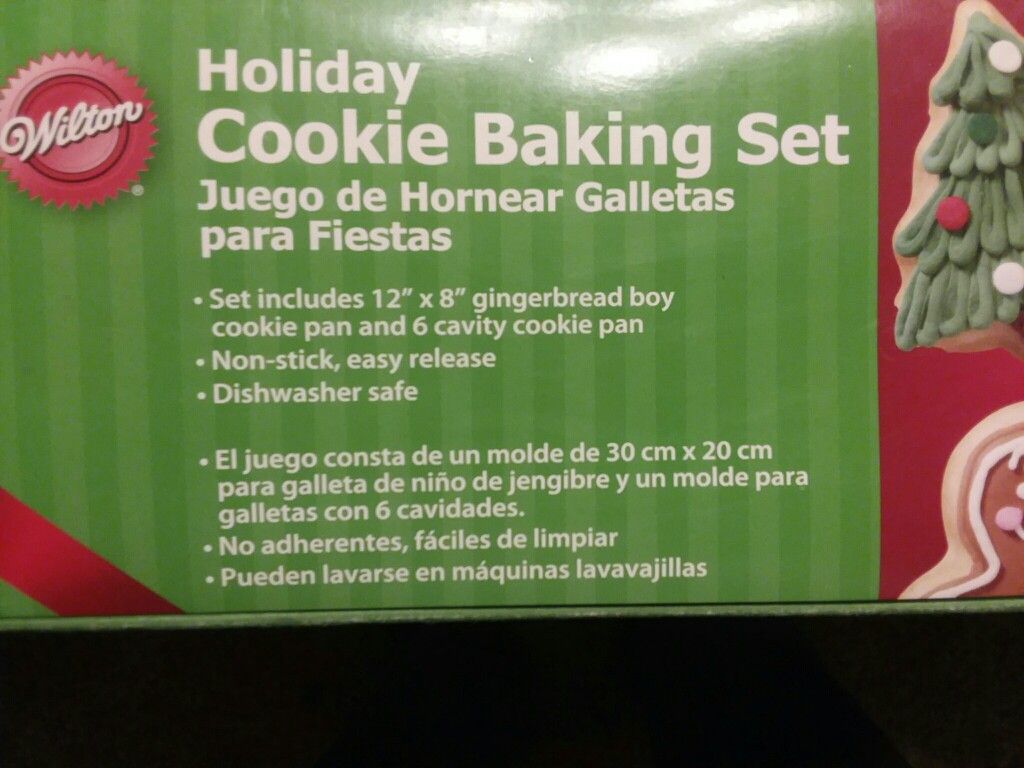 Wilton
®
Holiday
Cookie Baking Set
Juego de Hornear Galletas
para Fiestas
• Set includes 12” x 8” gingerbread boy
cookie pan and 6 cavity cookie pan
• Non-stick, easy release
• Dishwasher safe
• El juego consta de un molde de 30 cm x 20 cm
para galleta de niño de jengibre y un molde para
galletas con 6 cavidades.
• No adherentes, fáciles de limpiar
• Pueden lavarse en máquinas lavavajillas